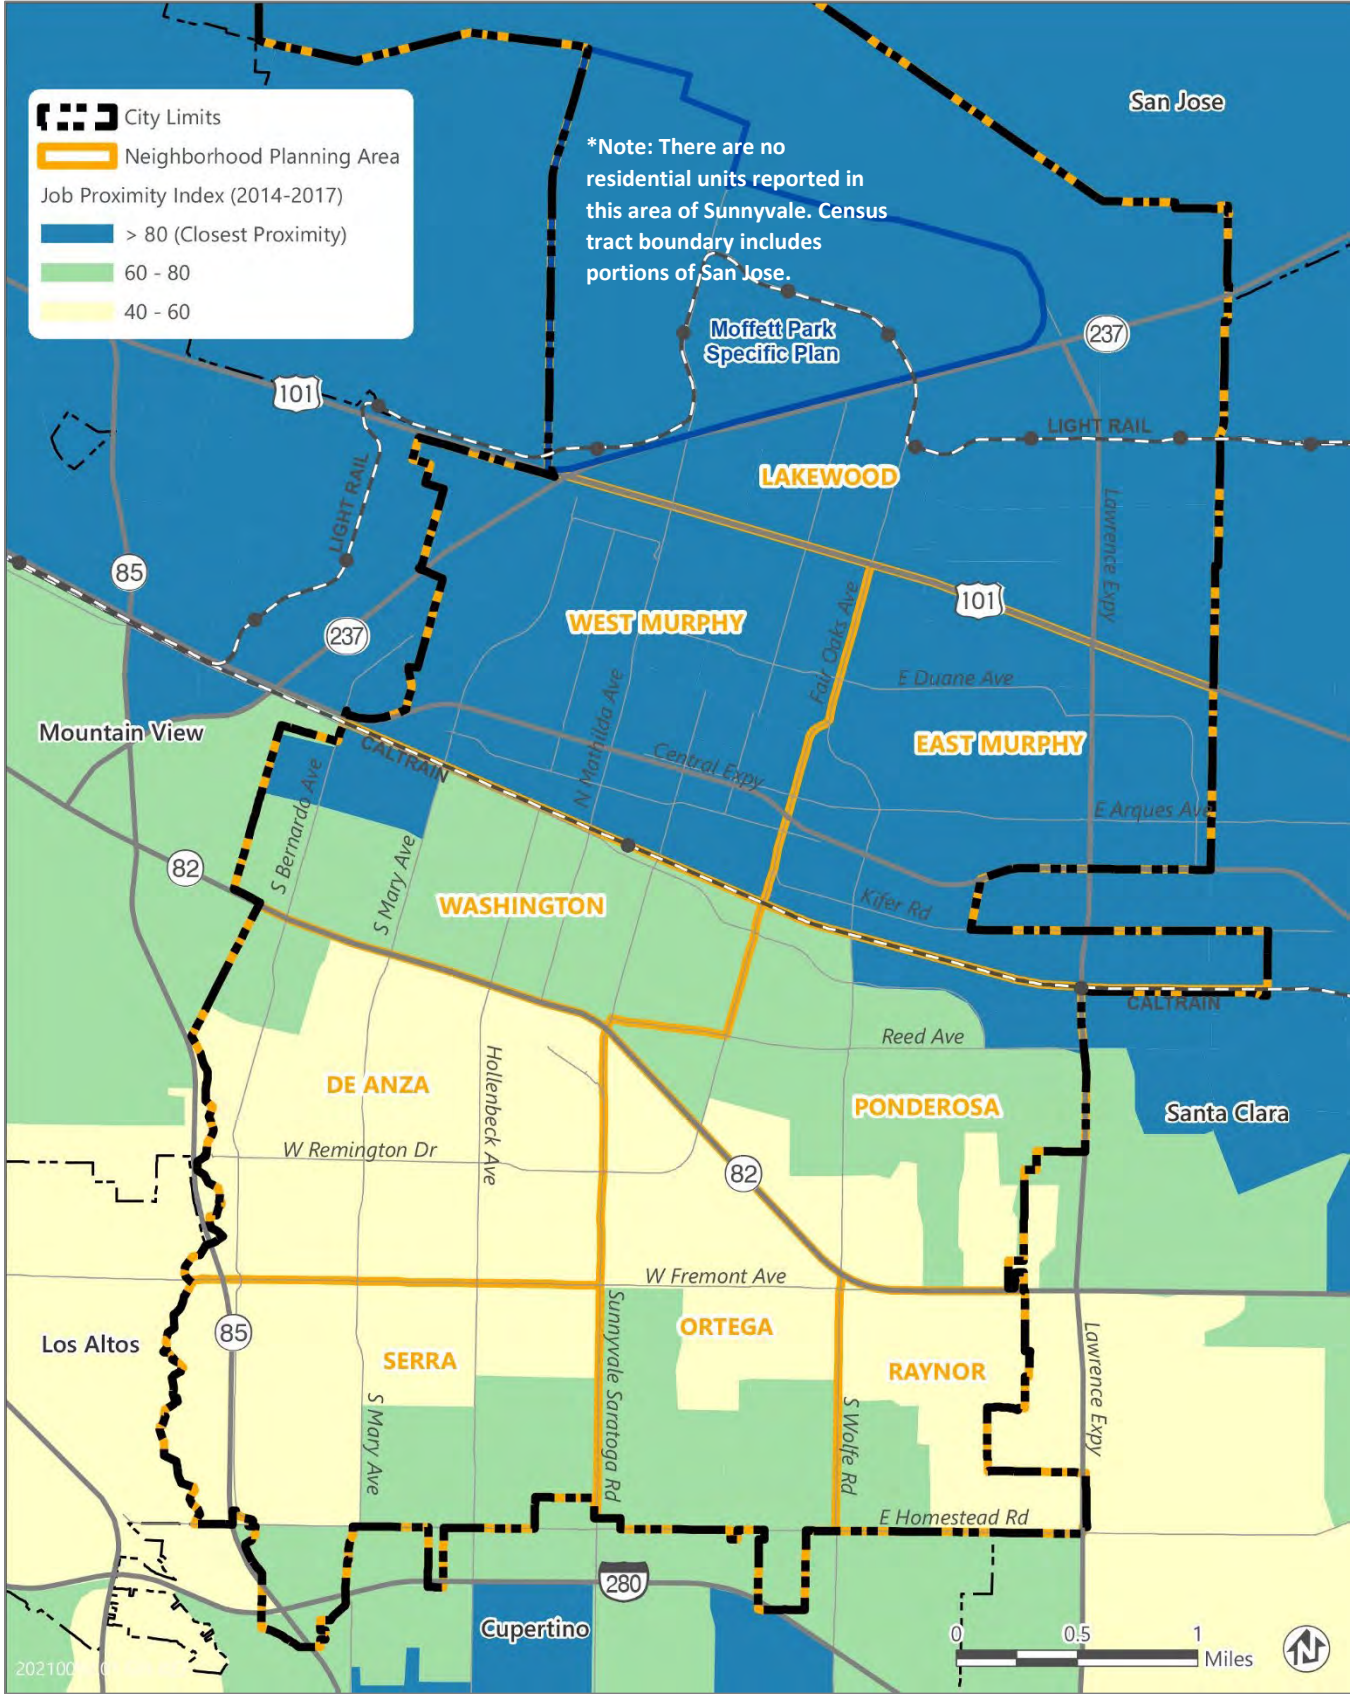 San Jose
City Limits
Neighborhood Planning Area
Job Proximity Index (2014-2017)
> 80 (Closest Proximity)
60 - 80
40 - 60
*Note: There are no
residential units reported in
this area of Sunnyvale. Census
tract boundary includes
portions of San Jose.
Moffett Park
Specific Plan
237
101
LIGHT RAIL
LIGHT RAIL
LAKEWOOD
Lawrence Expy
85
101
237
WEST MURPHY
Fair Oaks Ave
E Duane Ave
N Mathilda Ave
Mountain View
CALTRAIN
Central Expy
EAST MURPHY
E Arques Ave
S Bernardo Ave
82
S Mary Ave
WASHINGTON
Kifer Rd
CALTRAIN
Reed Ave
Hollenbeck Ave
DE ANZA
PONDEROSA
Santa Clara
W Remington Dr
82
W Fremont Ave
Sunnyvale Saratoga Rd
ORTEGA
85
Los Altos
SERRA
RAYNOR
Lawrence Expy
S Mary Ave
S Wolfe Rd
E Homestead Rd
280
Cupertino
0 0.5 1
Miles
N